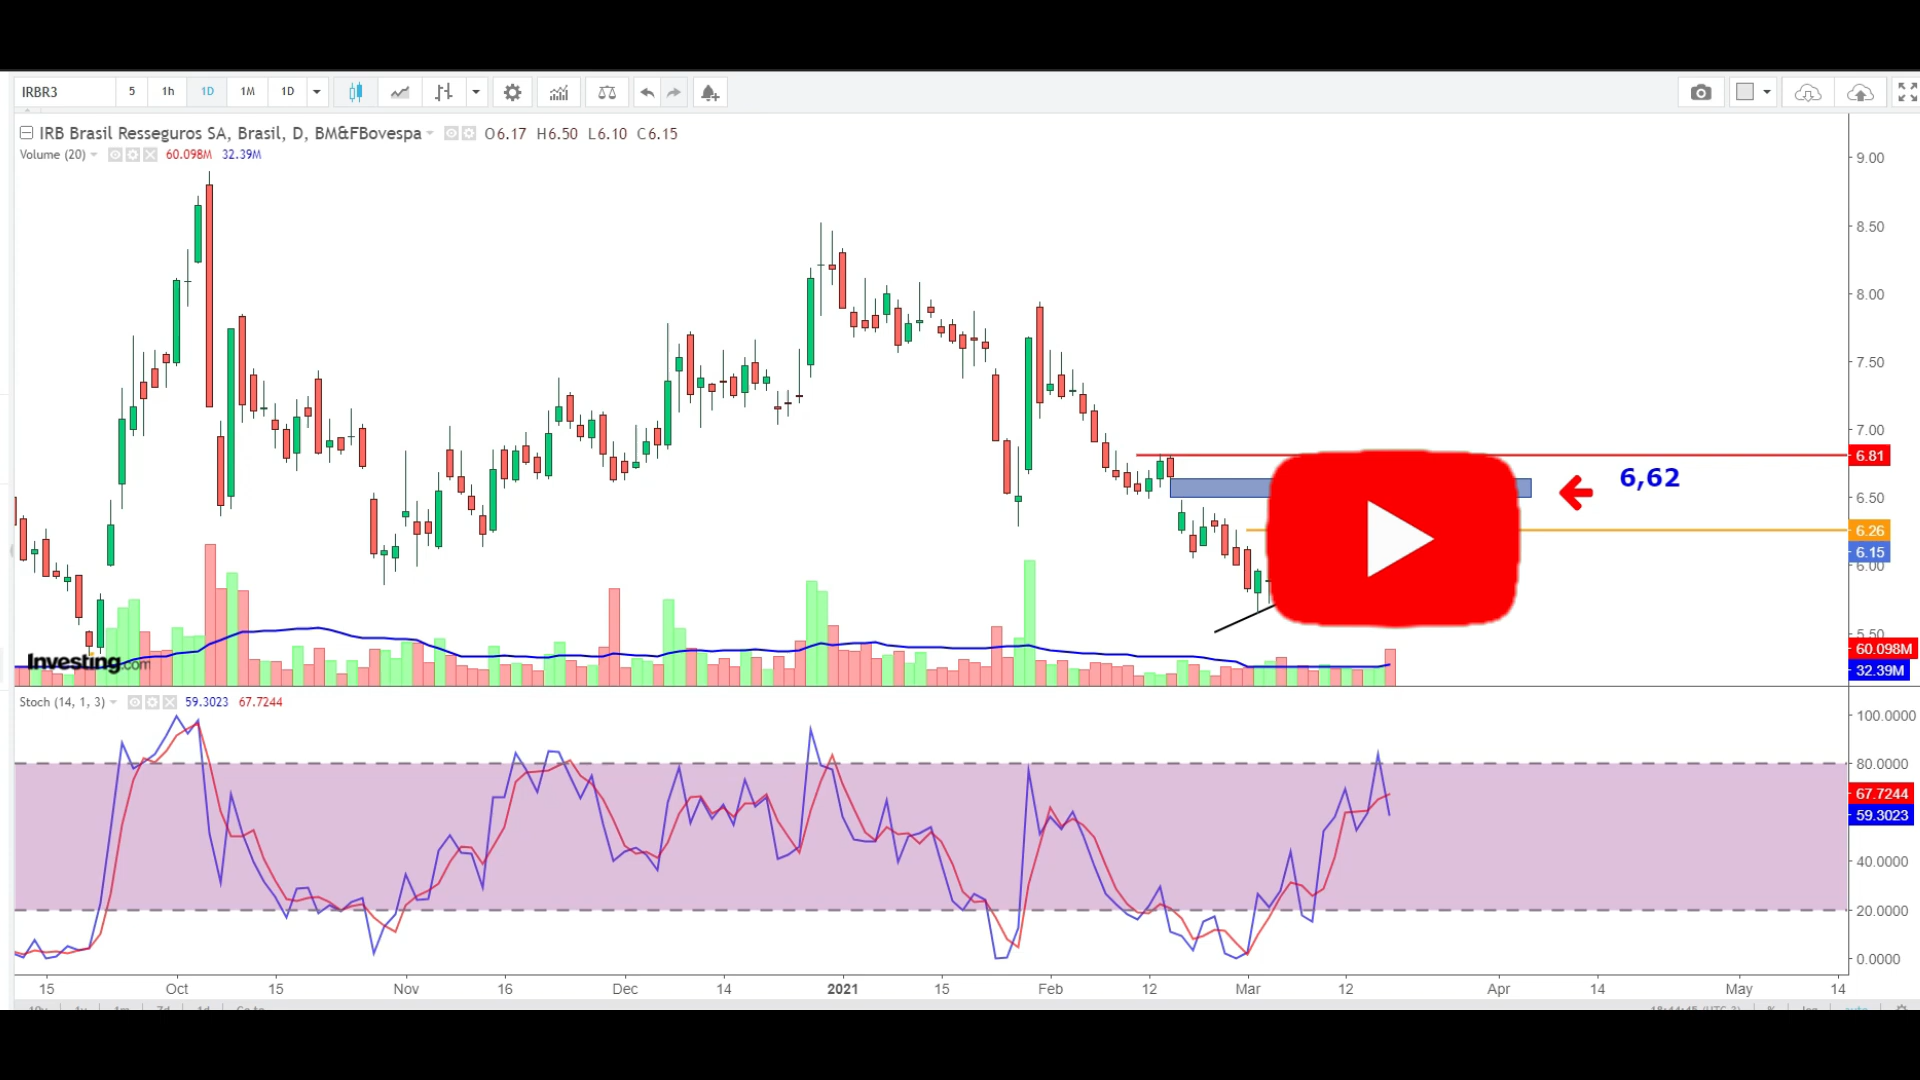 IRBR3 5 1h 1D 1M 1D
IRB Brasil Resseguros SA, Brasil, D, BM&FBovespa O6.17 H6.50 L6.10 C6.15
Volume (20) 60.098M 32.39M
9.00
8.50
8.00
7.50
7.00
6.81
6,62
6.50
6.26
6.15
6.00
5.50
60.098M
32.39M
Investing.com
Stoch (14, 1, 3) 59.3023 67.7244
100.0000
80.0000
67.7244
59.3023
40.0000
20.0000
0.0000
15 Oct 15 Nov 16 Dec 14 2021 15 Feb 12 Mar 12 Apr 14 May 14